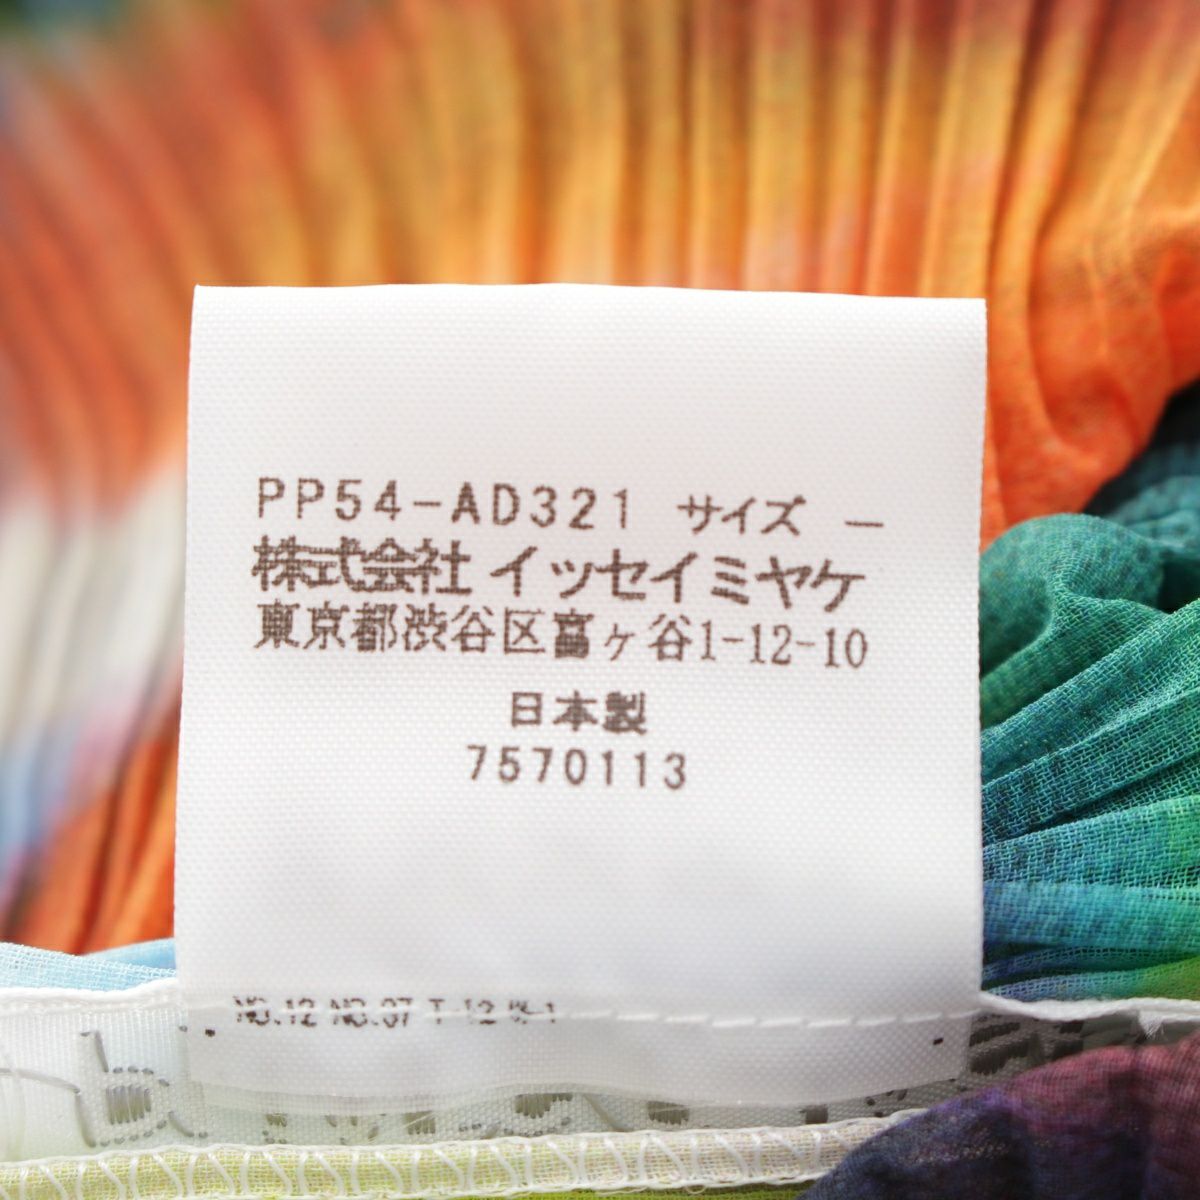 PP54-AD321 サイズ ー
株式会社 イッセイミヤケ
東京都渋谷区富ヶ谷1-12-10
日本製
7570113